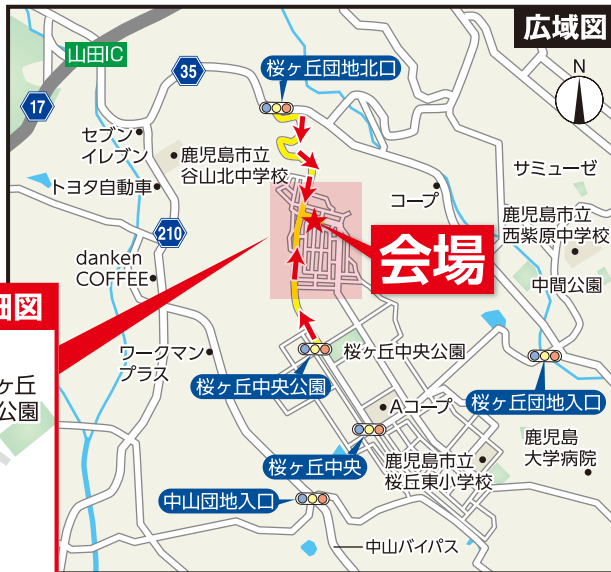 広域図
山田IC
35
桜ヶ丘団地北口
N
17
セブン
イレブン
鹿児島市立
谷山北中学校
サミューゼ
トヨタ自動車
コープ
鹿児島市立
西紫原中学校
210
会場
danken
COFFEE
中間公園
細図
ワークマン
プラス
桜ヶ丘中央公園
ヶ丘
公園
桜ヶ丘中央公園
桜ヶ丘団地入口
Aコープ
桜ヶ丘中央
鹿児島市立
桜丘東小学校
鹿児島
大学病院
中山団地入口
中山バイパス